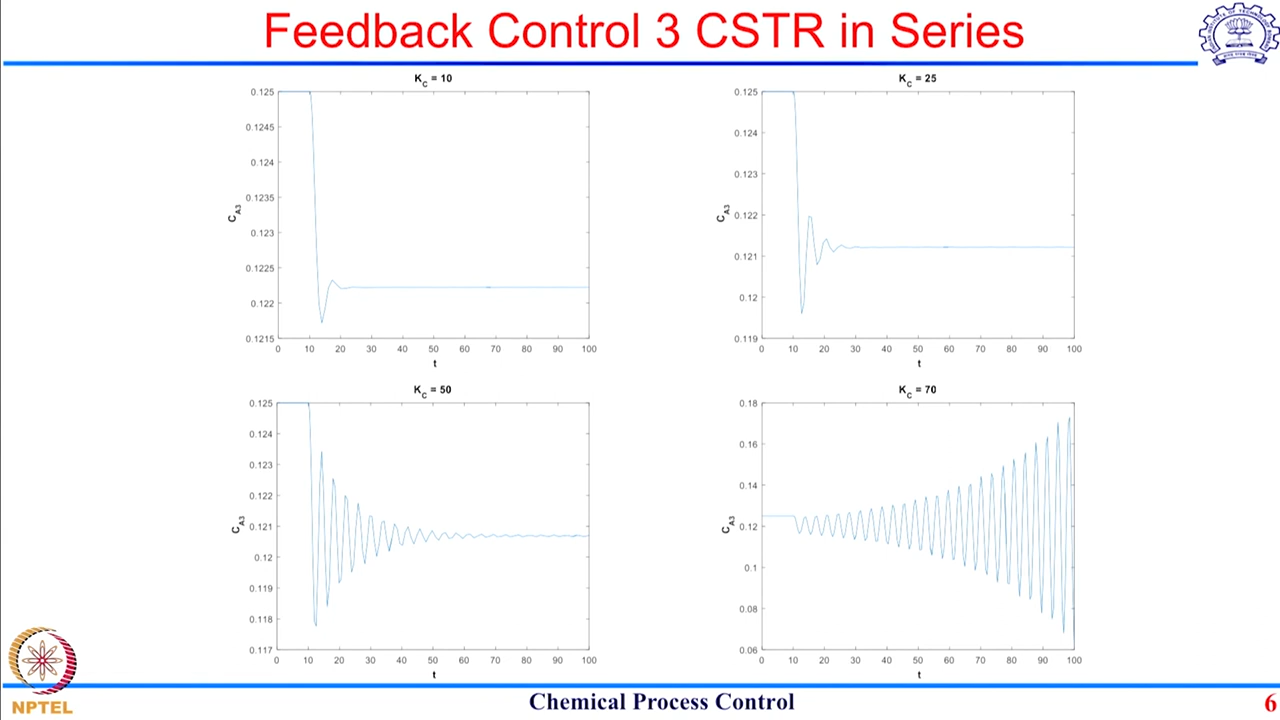 Feedback Control 3 CSTR in Series
K_C = 10
0.125
0.1245
0.124
0.1235
0.123
0.1225
0.122
0.1215
C_A3
0 10 20 30 40 50 60 70 80 90 100
t
K_C = 25
0.125
0.124
0.123
0.122
0.121
0.12
0.119
C_A3
0 10 20 30 40 50 60 70 80 90 100
t
K_C = 50
0.125
0.124
0.123
0.122
0.121
0.12
0.119
0.118
0.117
C_A3
0 10 20 30 40 50 60 70 80 90 100
t
K_C = 70
0.18
0.16
0.14
0.12
0.1
0.08
0.06
C_A3
0 10 20 30 40 50 60 70 80 90 100
t
NPTEL
Chemical Process Control
6